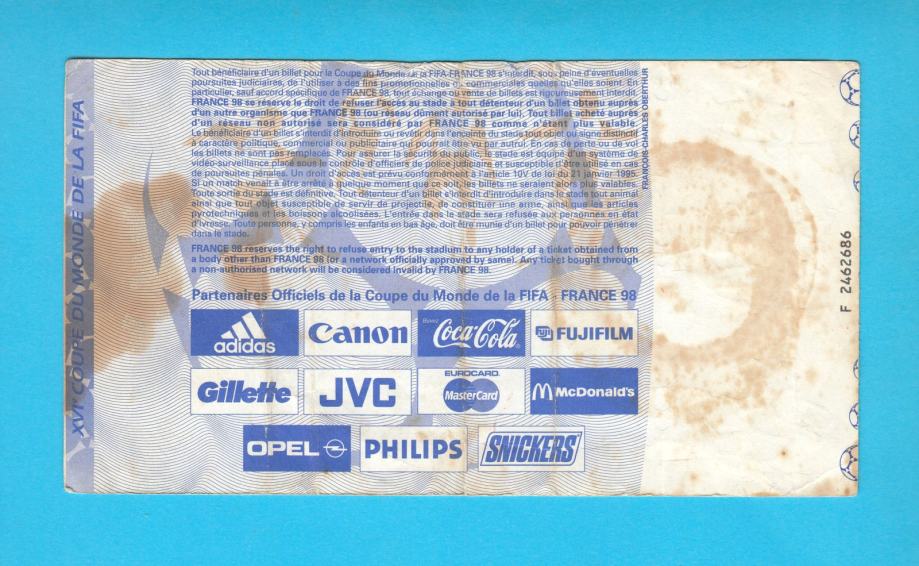 XVIe COUPE DU MONDE DE LA FIFA
Tout bénéficiaire d'un billet pour la Coupe du Monde de la FIFA-FRANCE 98 s'interdit, sous peine d'éventuelles
poursuites judiciaires, de l'utiliser à des fins promotionnelles ou commerciales quelles qu'elles soient. En
particulier, sauf accord spécifique de FRANCE 98, tout échange ou vente de billets est rigoureusement interdit.
FRANCE 98 se réserve le droit de refuser l'accès au stade à tout détenteur d'un billet obtenu auprès
d'un autre organisme que FRANCE 98 (ou réseau dûment autorisé par lui). Tout billet acheté auprès
d'un réseau non autorisé sera considéré par FRANCE 98 comme n'étant plus valable.
Le bénéficiaire d'un billet s'interdit d'introduire ou revêtir dans l'enceinte du stade tout objet ou signe distinctif
à caractère politique, commercial ou publicitaire qui pourrait être vu par autrui. En cas de perte ou de vol
les billets ne sont pas remplacés. Pour assurer la sécurité du public, le stade est équipé d'un système de
vidéo-surveillance placé sous le contrôle d'officiers de police judiciaire et susceptible d'être utilisé en cas
de poursuites pénales. Un droit d'accès est prévu conformément à l'article 10V de la loi du 21 janvier 1995.
Si un match venait à être arrêté à quelque moment que ce soit, les billets ne seraient plus valables.
Toute sortie du stade est définitive. Tout détenteur d'un billet s'interdit d'introduire dans le stade tout animal
ainsi que tout objet susceptible de servir de projectile, de constituer une arme, ainsi que les articles
pyrotechniques et les boissons alcoolisées. L'entrée dans le stade sera refusée aux personnes en état
d'ivresse. Toute personne, y compris les enfants en bas âge, doit être munie d'un billet pour pouvoir pénétrer
dans le stade.
FRANCE 98 reserves the right to refuse entry to the stadium to any holder of a ticket obtained from
a body other than FRANCE 98 (or a network officially approved by same). Any ticket bought through
a non-authorised network will be considered invalid by FRANCE 98.
FRANÇOIS-CHARLES OBERTHUR
Partenaires Officiels de la Coupe du Monde de la FIFA - FRANCE 98
adidas
Canon
Buvez
Coca-Cola
FUJIFILM
Gillette
JVC
EUROCARD
MasterCard
McDonald's
OPEL
PHILIPS
SNICKERS
F 2462686